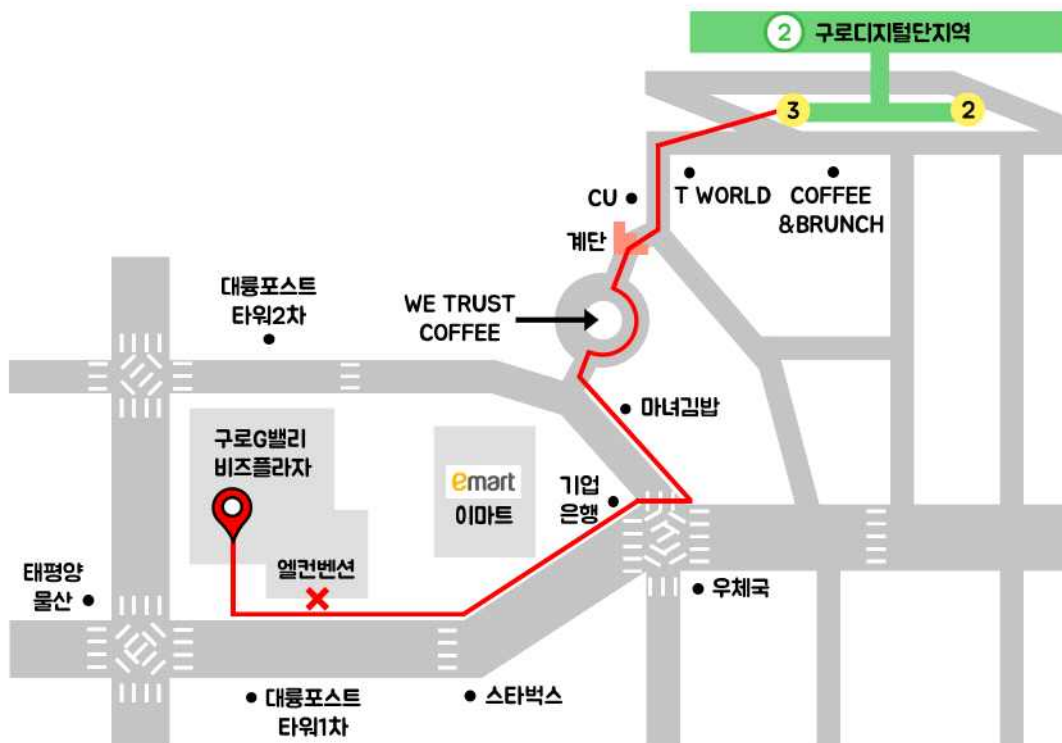 2 구로디지털단지역
3
2
CU
T WORLD
COFFEE
&BRUNCH
계단
대륭포스트
타워2차
WE TRUST
COFFEE
마녀김밥
구로G밸리
비즈플라자
emart
이마트
기업
은행
엘컨벤션
태평양
물산
우체국
대륭포스트
타워1차
스타벅스